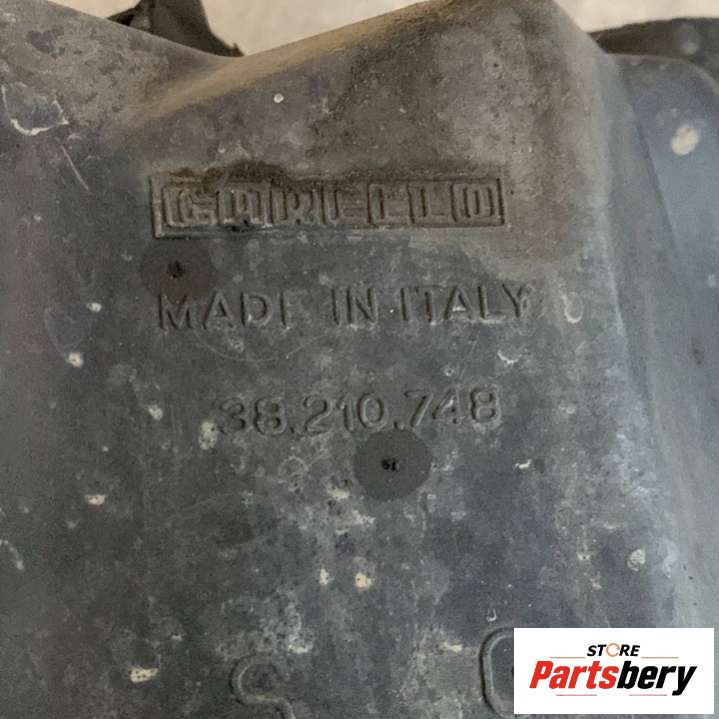 CARELLO
MADE IN ITALY
38.210.748
STORE
Partsbery